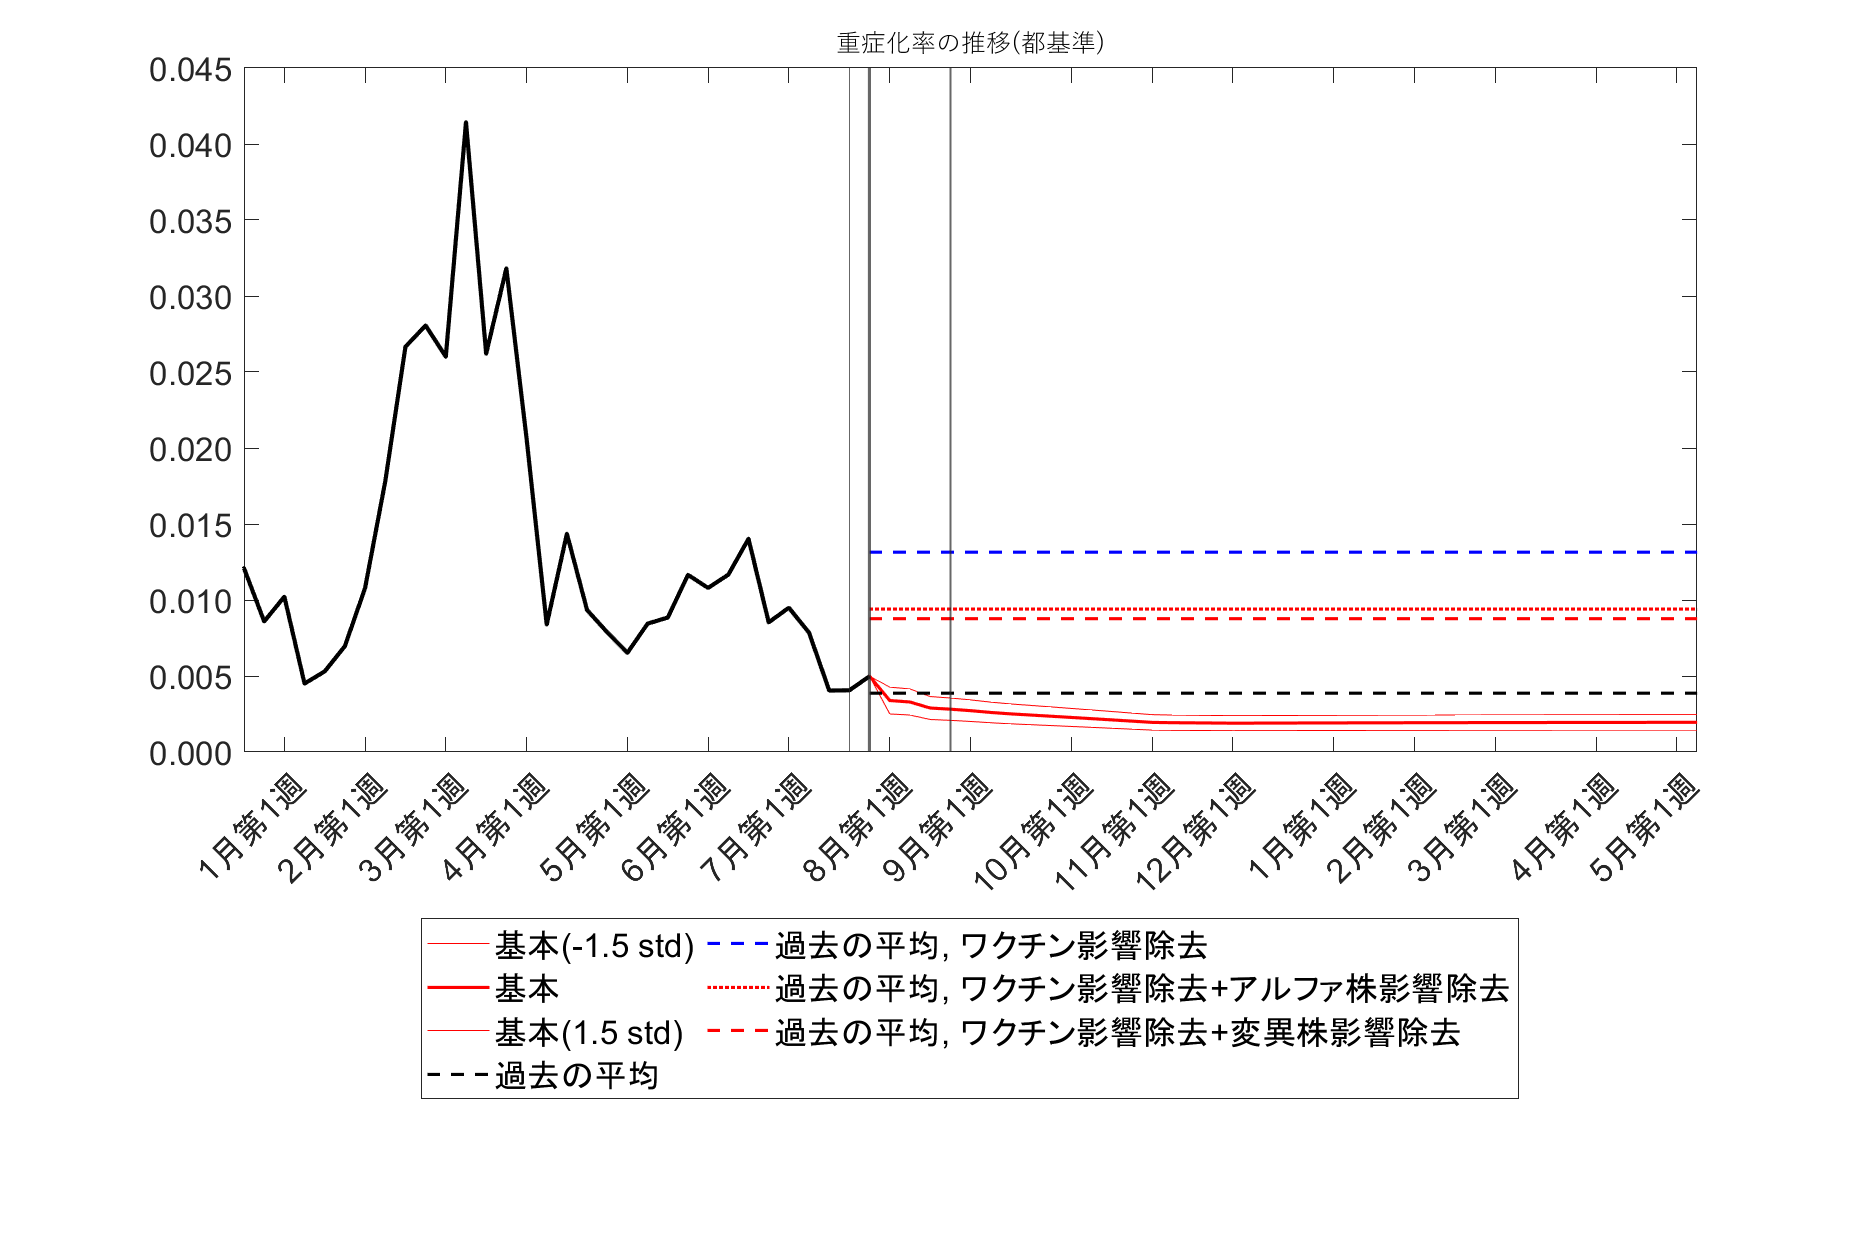 重症化率の推移(都基準)
0.045
0.040
0.035
0.030
0.025
0.020
0.015
0.010
0.005
0.000
1月第1週
2月第1週
3月第1週
4月第1週
5月第1週
6月第1週
7月第1週
8月第1週
9月第1週
10月第1週
11月第1週
12月第1週
1月第1週
2月第1週
3月第1週
4月第1週
5月第1週
基本(-1.5 std)
基本
基本(1.5 std)
過去の平均
過去の平均, ワクチン影響除去
過去の平均, ワクチン影響除去+アルファ株影響除去
過去の平均, ワクチン影響除去+変異株影響除去